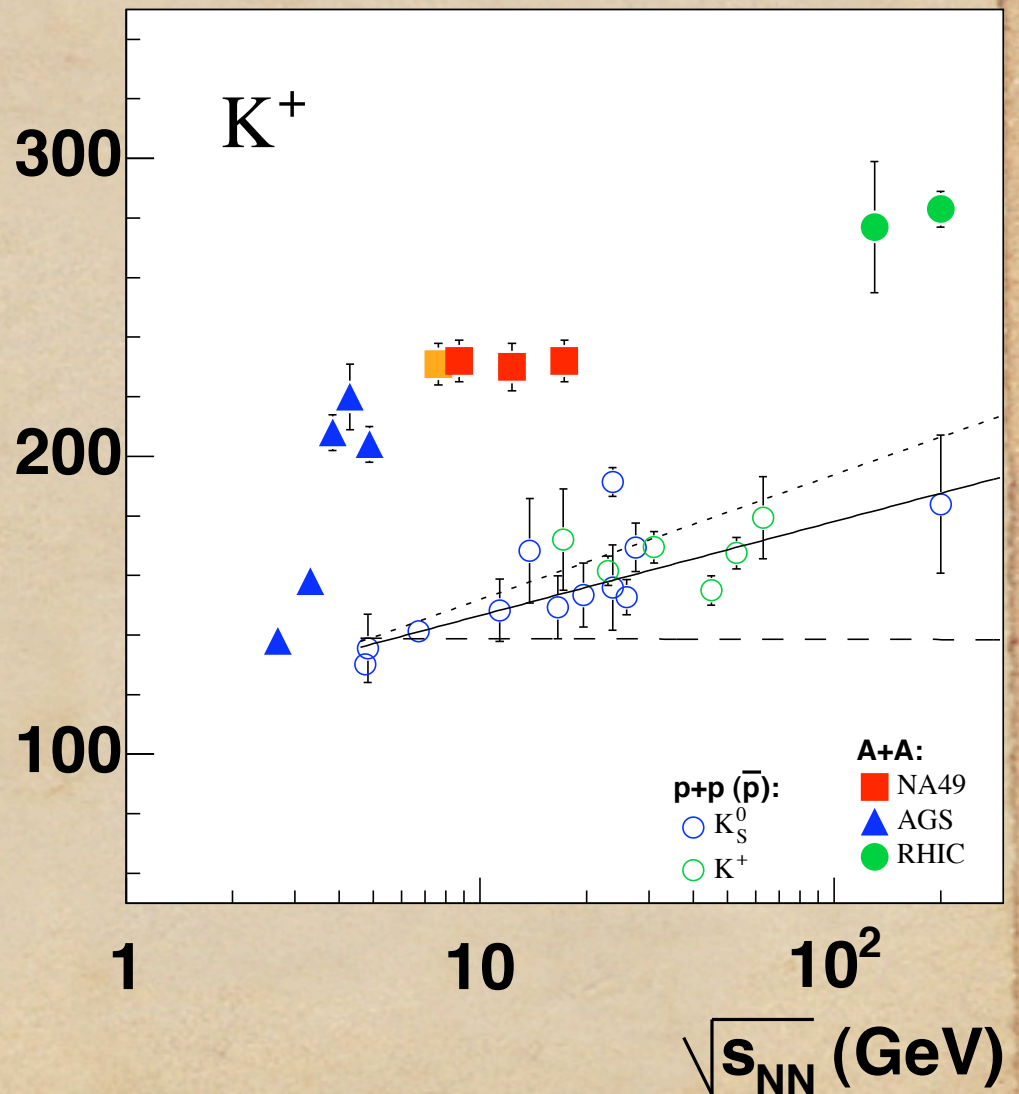 K⁺
300
200
100
A+A:
NA49
AGS
RHIC
p+p (p̅):
K⁰S
K⁺
1
10
10²
√sNN (GeV)